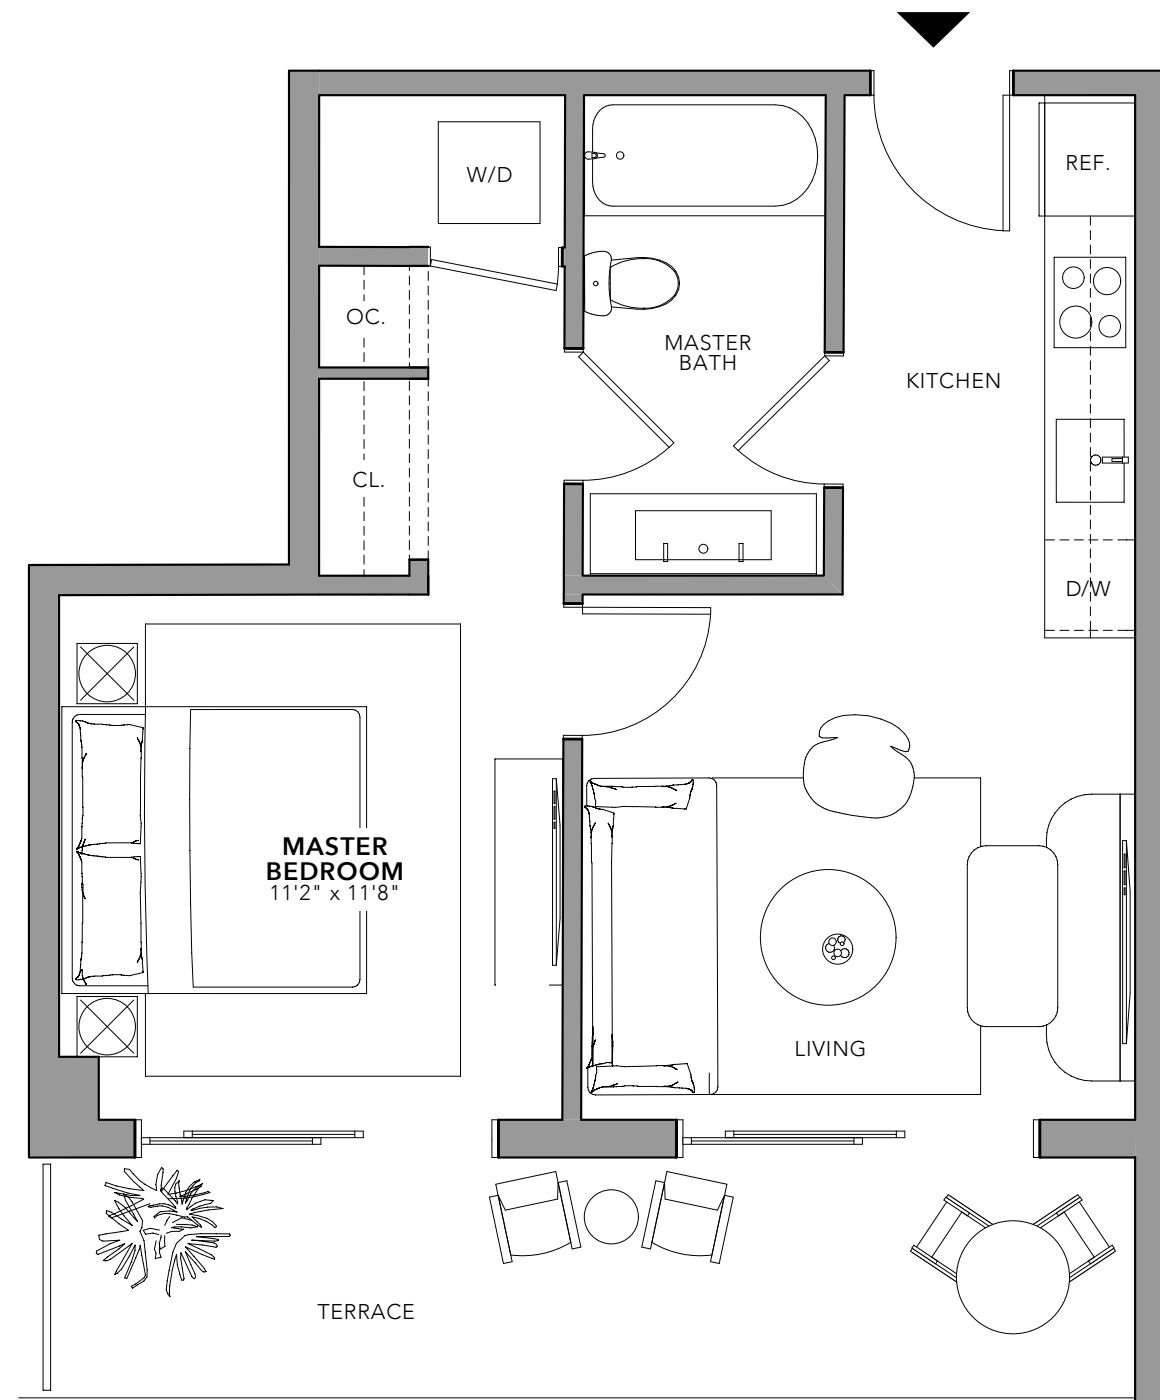 REF.
W/D
OC.
MASTER
BATH
KITCHEN
CL.
D/W
MASTER
BEDROOM
11'2" x 11'8"
LIVING
TERRACE